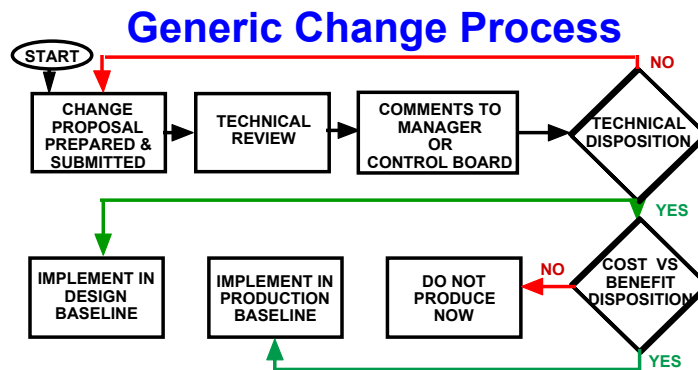 Generic Change Process
START
NO
CHANGE
PROPOSAL
PREPARED &
SUBMITTED
TECHNICAL
REVIEW
COMMENTS TO
MANAGER
OR
CONTROL BOARD
TECHNICAL
DISPOSITION
YES
IMPLEMENT IN
DESIGN
BASELINE
IMPLEMENT IN
PRODUCTION
BASELINE
DO NOT
PRODUCE
NOW
NO
COST VS
BENEFIT
DISPOSITION
YES